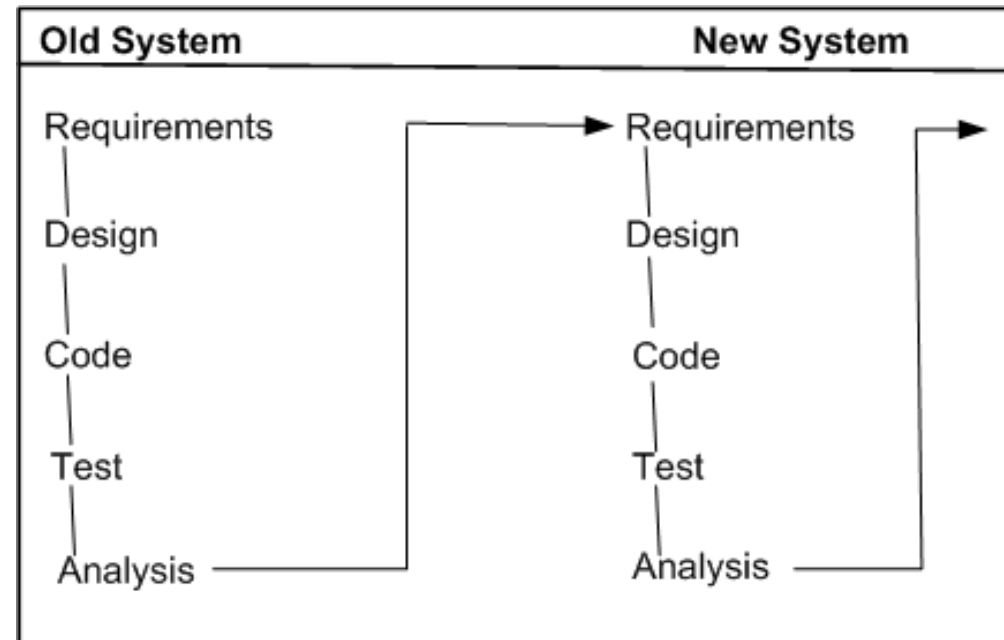 Old System
New System
Requirements
Design
Code
Test
Analysis
Requirements
Design
Code
Test
Analysis